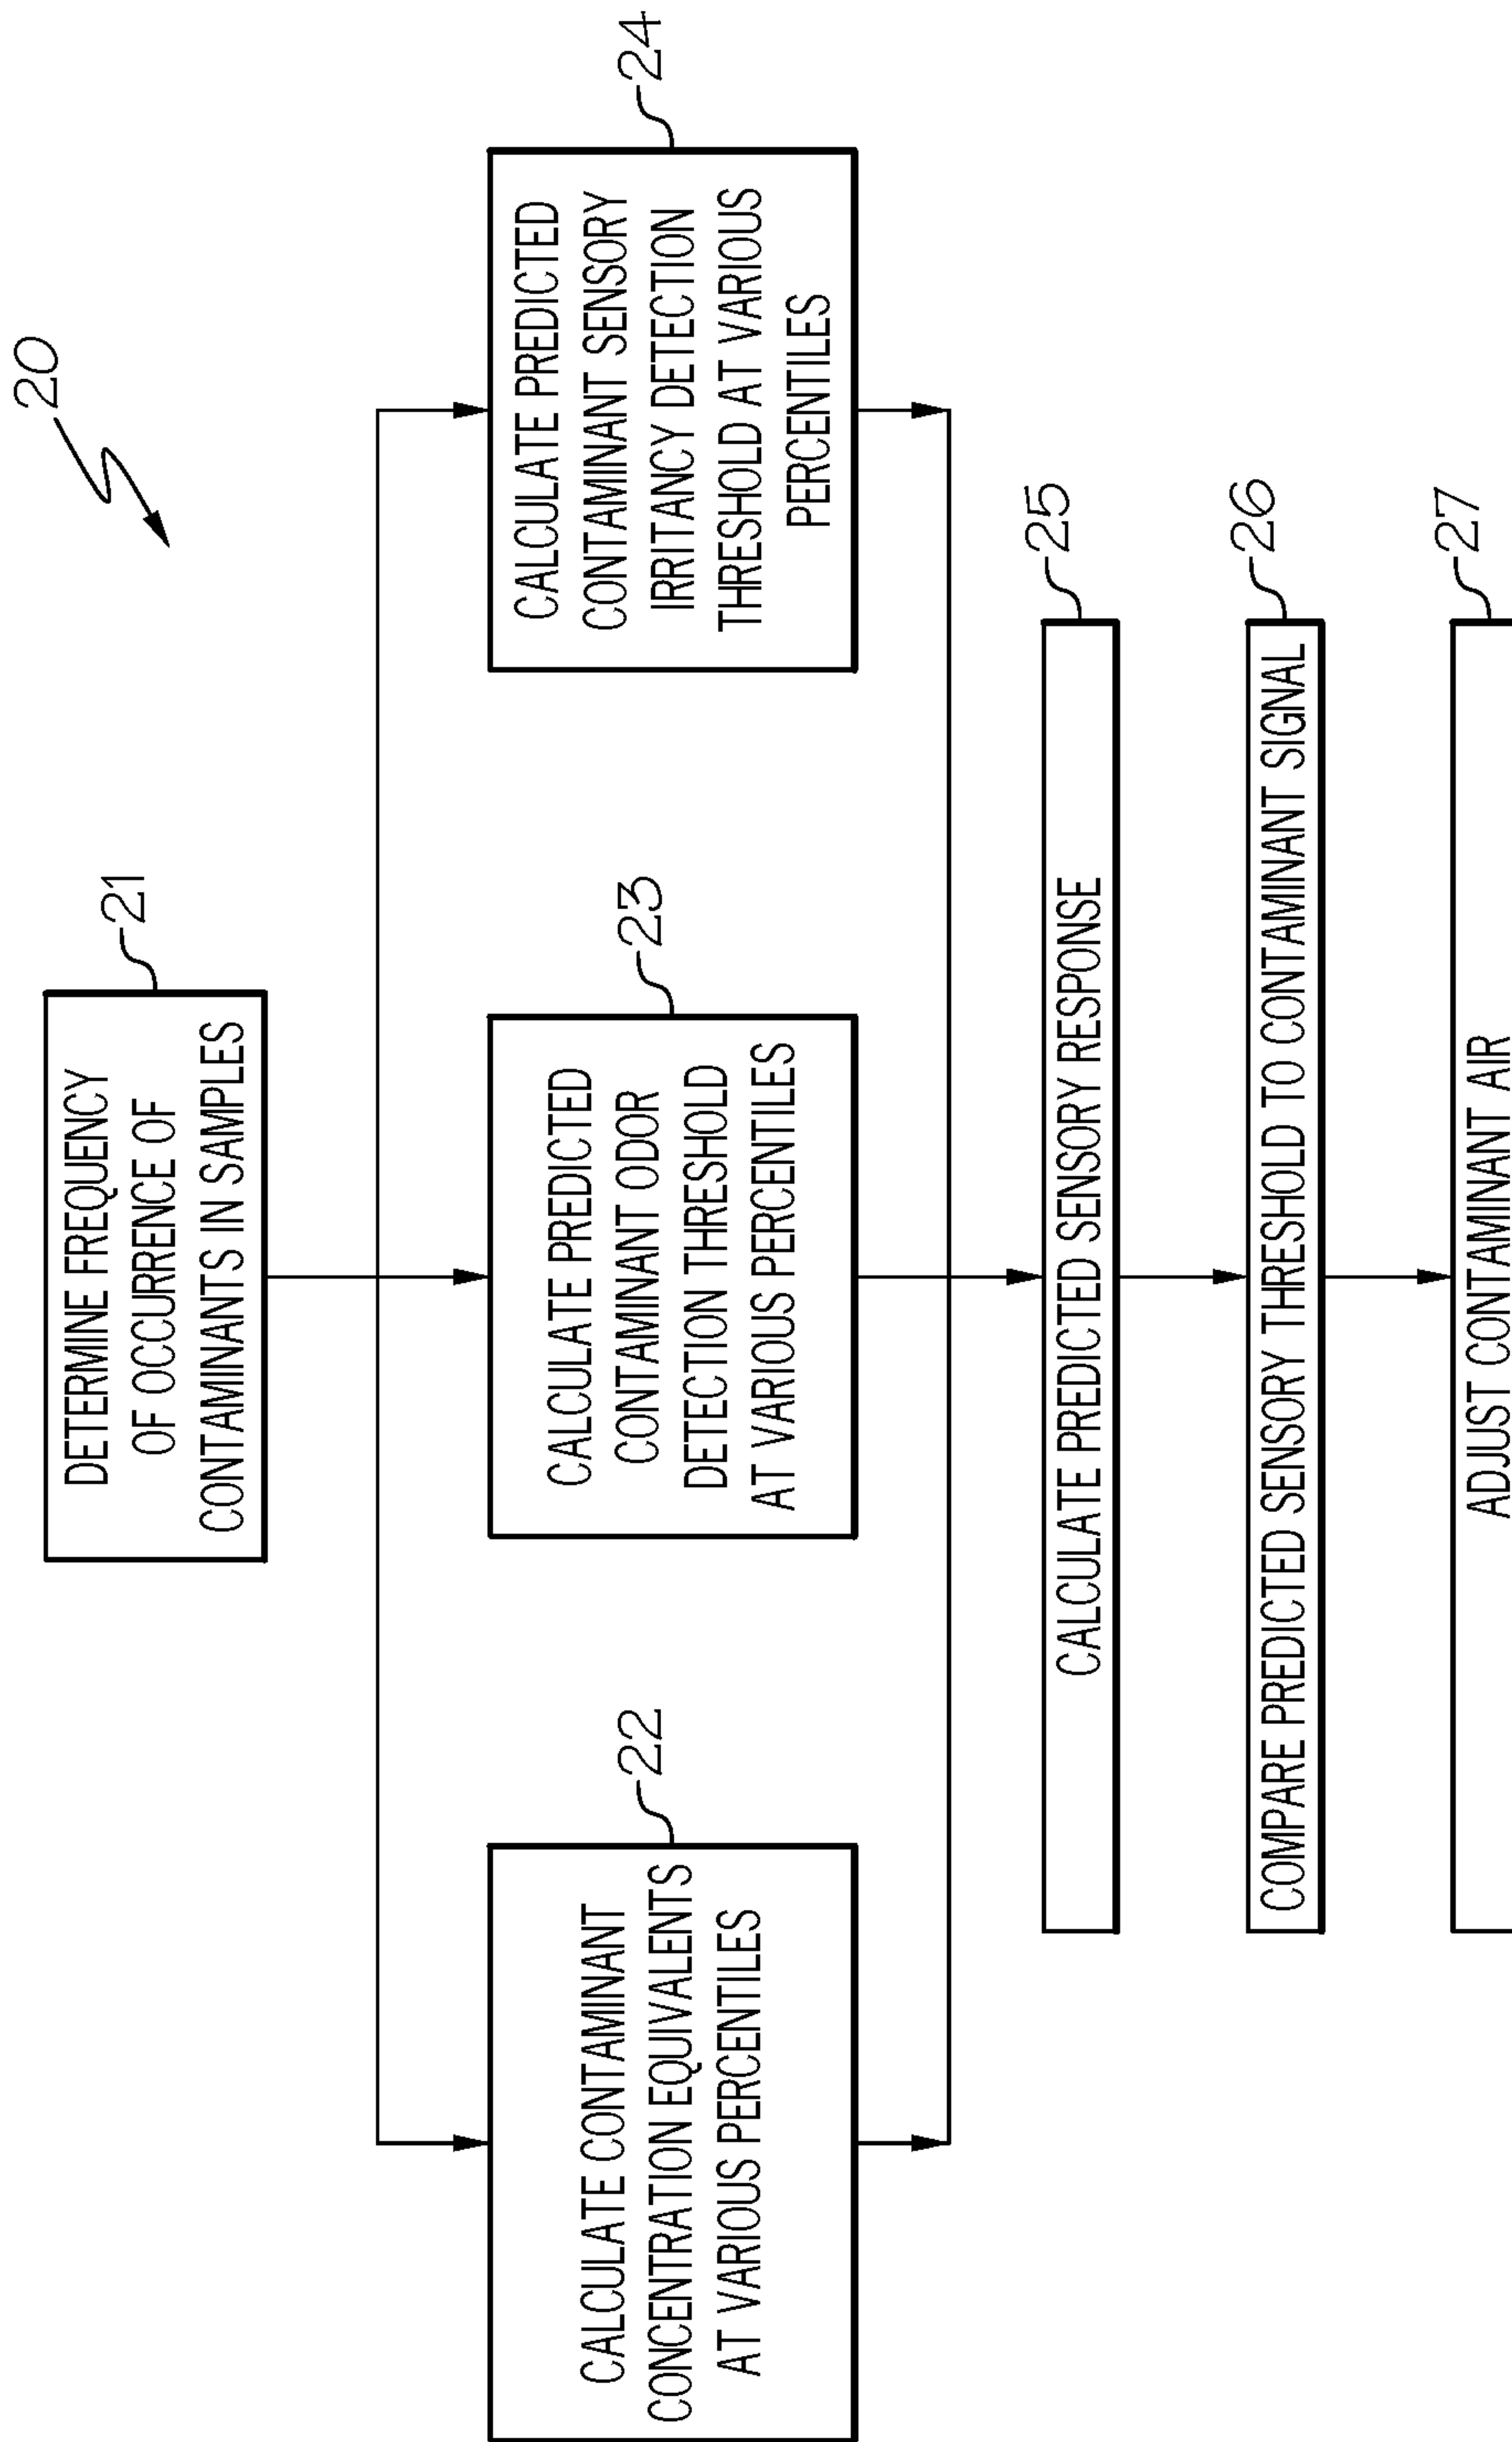 20
DETERMINE FREQUENCY
OF OCCURRENCE OF
CONTAMINANTS IN SAMPLES
21
CALCULATE CONTAMINANT
CONCENTRATION EQUIVALENTS
AT VARIOUS PERCENTILES
22
CALCULATE PREDICTED
CONTAMINANT ODOR
DETECTION THRESHOLD
AT VARIOUS PERCENTILES
23
CALCULATE PREDICTED
CONTAMINANT SENSORY
IRRITANCY DETECTION
THRESHOLD AT VARIOUS
PERCENTILES
24
CALCULATE PREDICTED SENSORY RESPONSE
25
COMPARE PREDICTED SENSORY THRESHOLD TO CONTAMINANT SIGNAL
26
ADJUST CONTAMINANT AIR
27